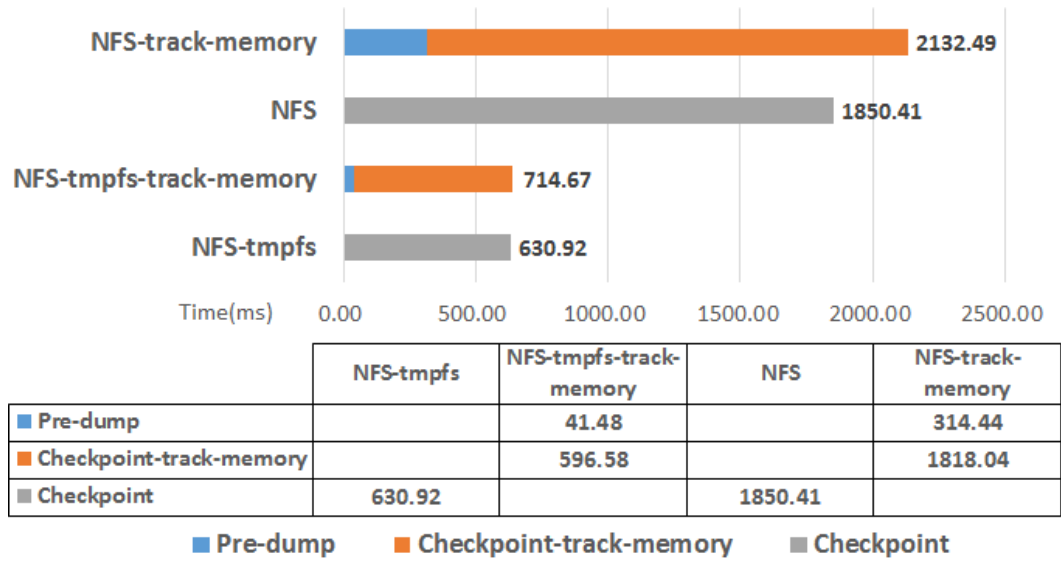 NFS-track-memory 2132.49
NFS 1850.41
NFS-tmpfs-track-memory 714.67
NFS-tmpfs 630.92
Time(ms) 0.00 500.00 1000.00 1500.00 2000.00 2500.00
NFS-tmpfs NFS-tmpfs-track-memory NFS NFS-track-memory
Pre-dump 41.48 314.44
Checkpoint-track-memory 596.58 1818.04
Checkpoint 630.92 1850.41
Pre-dump Checkpoint-track-memory Checkpoint